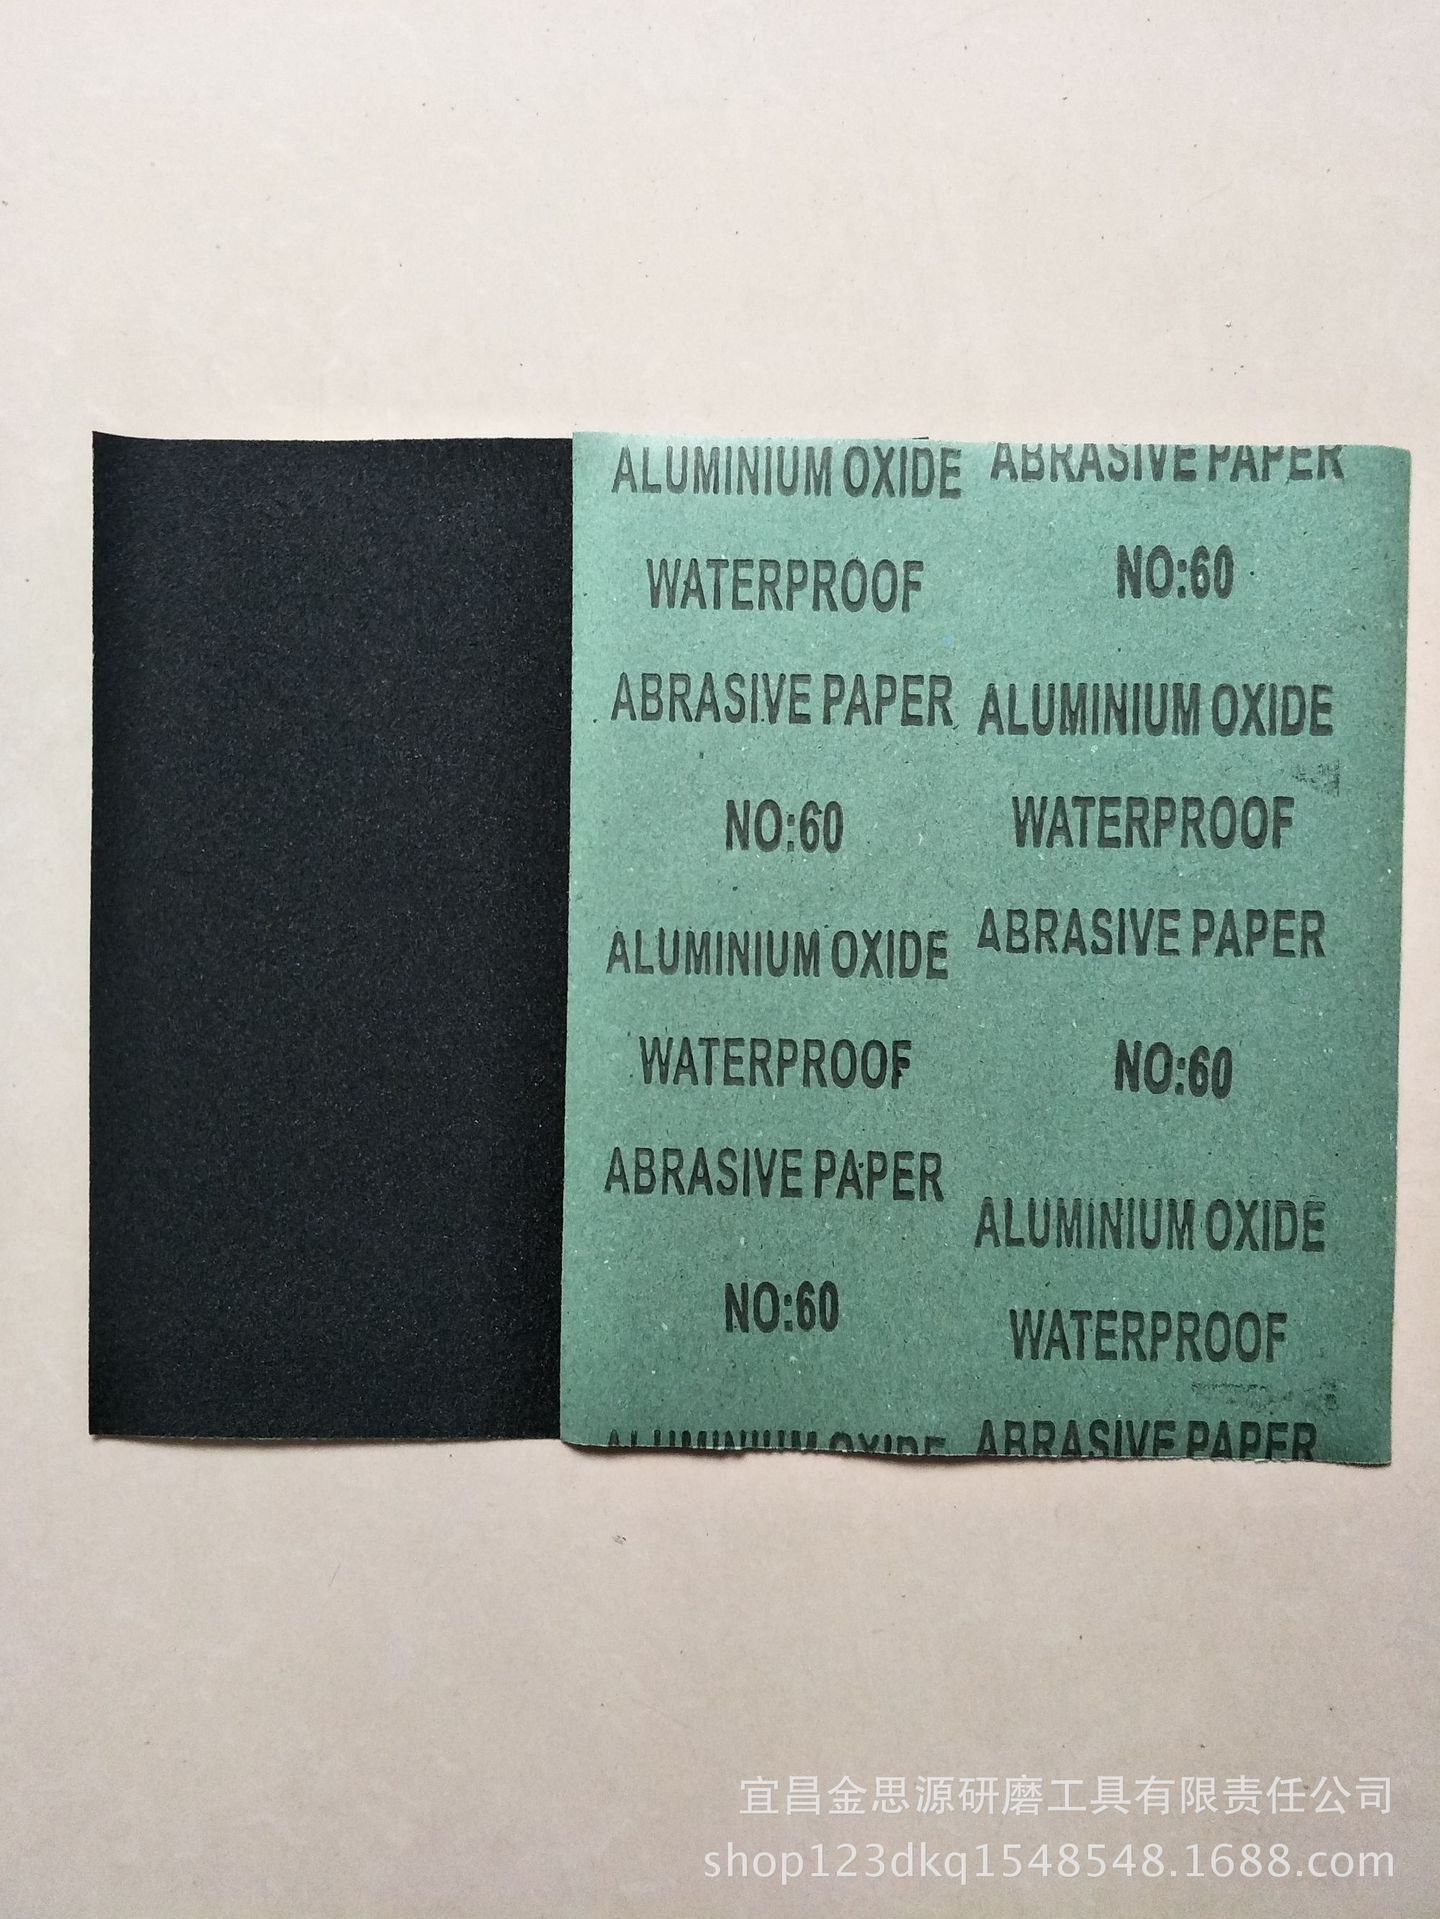 ALUMINIUM OXIDE
WATERPROOF
ABRASIVE PAPER
NO:60
ALUMINIUM OXIDE
WATERPROOF
ABRASIVE PAPER
NO:60
ALUMINIUM OXIDE
ABRASIVE PAPER
NO:60
ALUMINIUM OXIDE
WATERPROOF
ABRASIVE PAPER
NO:60
ALUMINIUM OXIDE
WATERPROOF
ABRASIVE PAPER
宜昌金思源研磨工具有限责任公司
shop123dkq1548548.1688.com